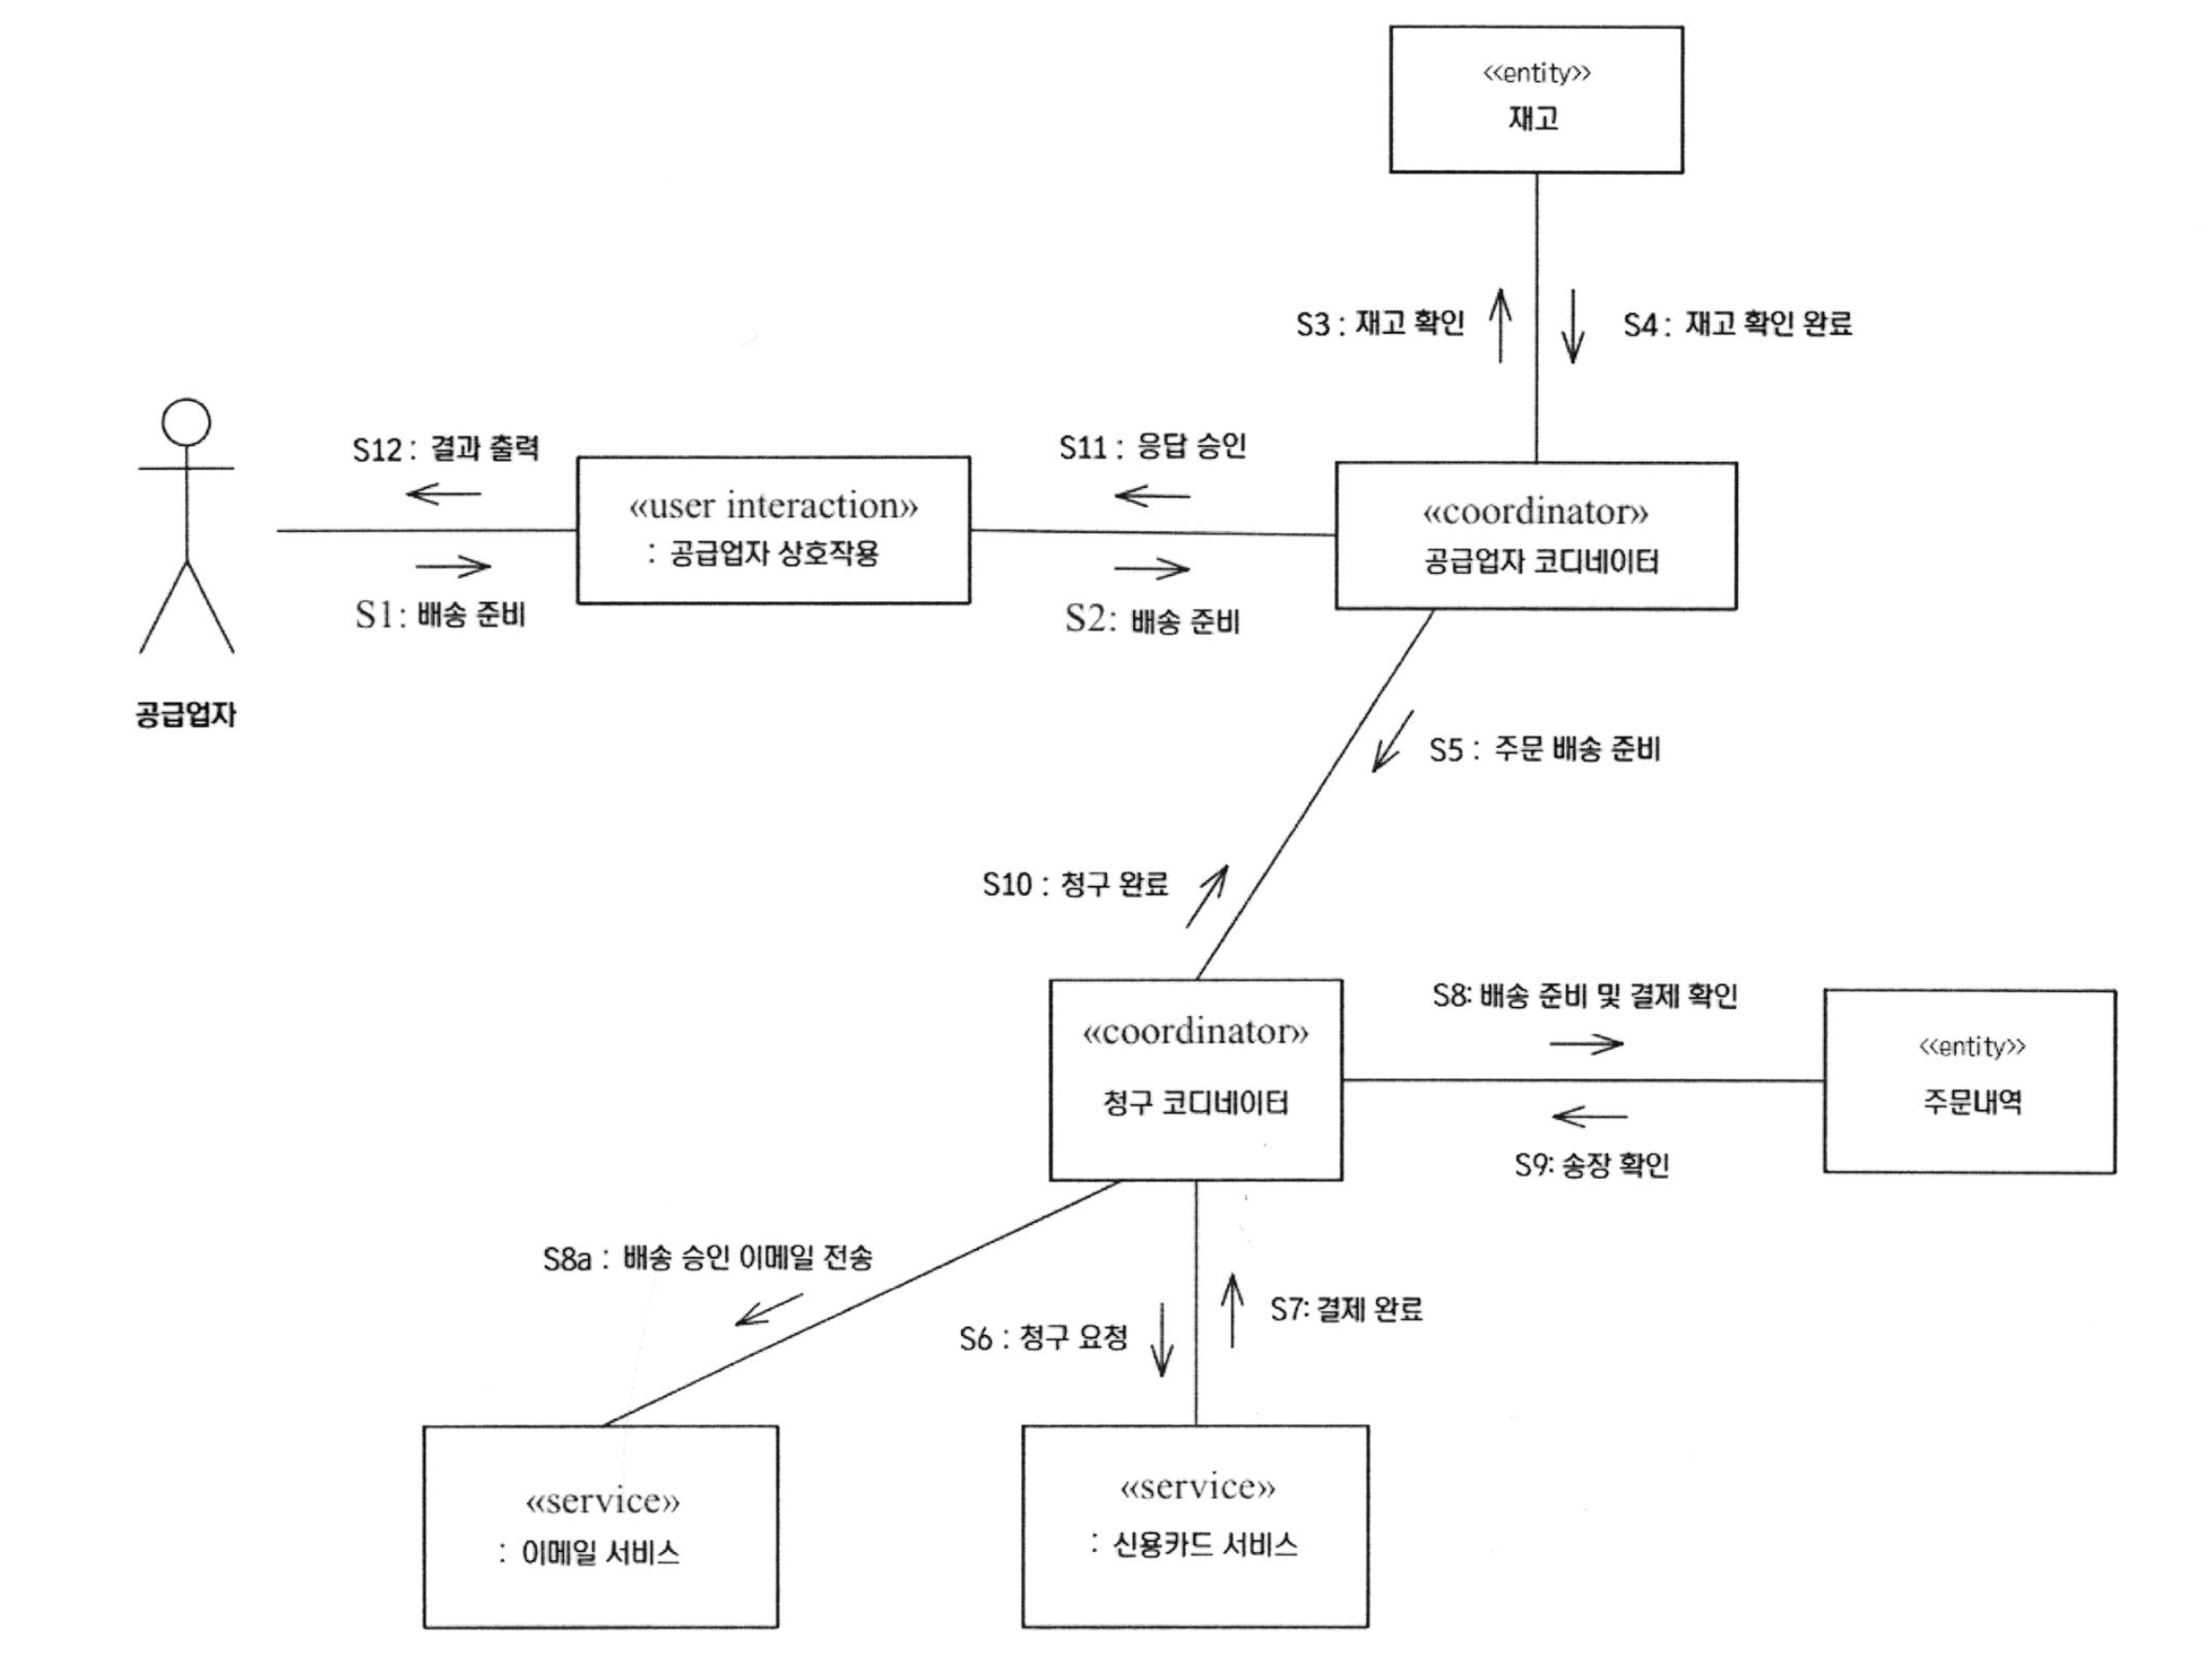 <<entity>>
재고
S3 : 재고 확인
S4 : 재고 확인 완료
S12 : 결과 출력
S11 : 응답 승인
«user interaction»
: 공급업자 상호작용
«coordinator»
공급업자 코디네이터
S1: 배송 준비
S2: 배송 준비
공급업자
S5 : 주문 배송 준비
S10 : 청구 완료
S8: 배송 준비 및 결제 확인
«coordinator»
청구 코디네이터
<<entity>>
주문내역
S9: 송장 확인
S8a : 배송 승인 이메일 전송
S6 : 청구 요청
S7: 결제 완료
«service»
: 이메일 서비스
«service»
: 신용카드 서비스